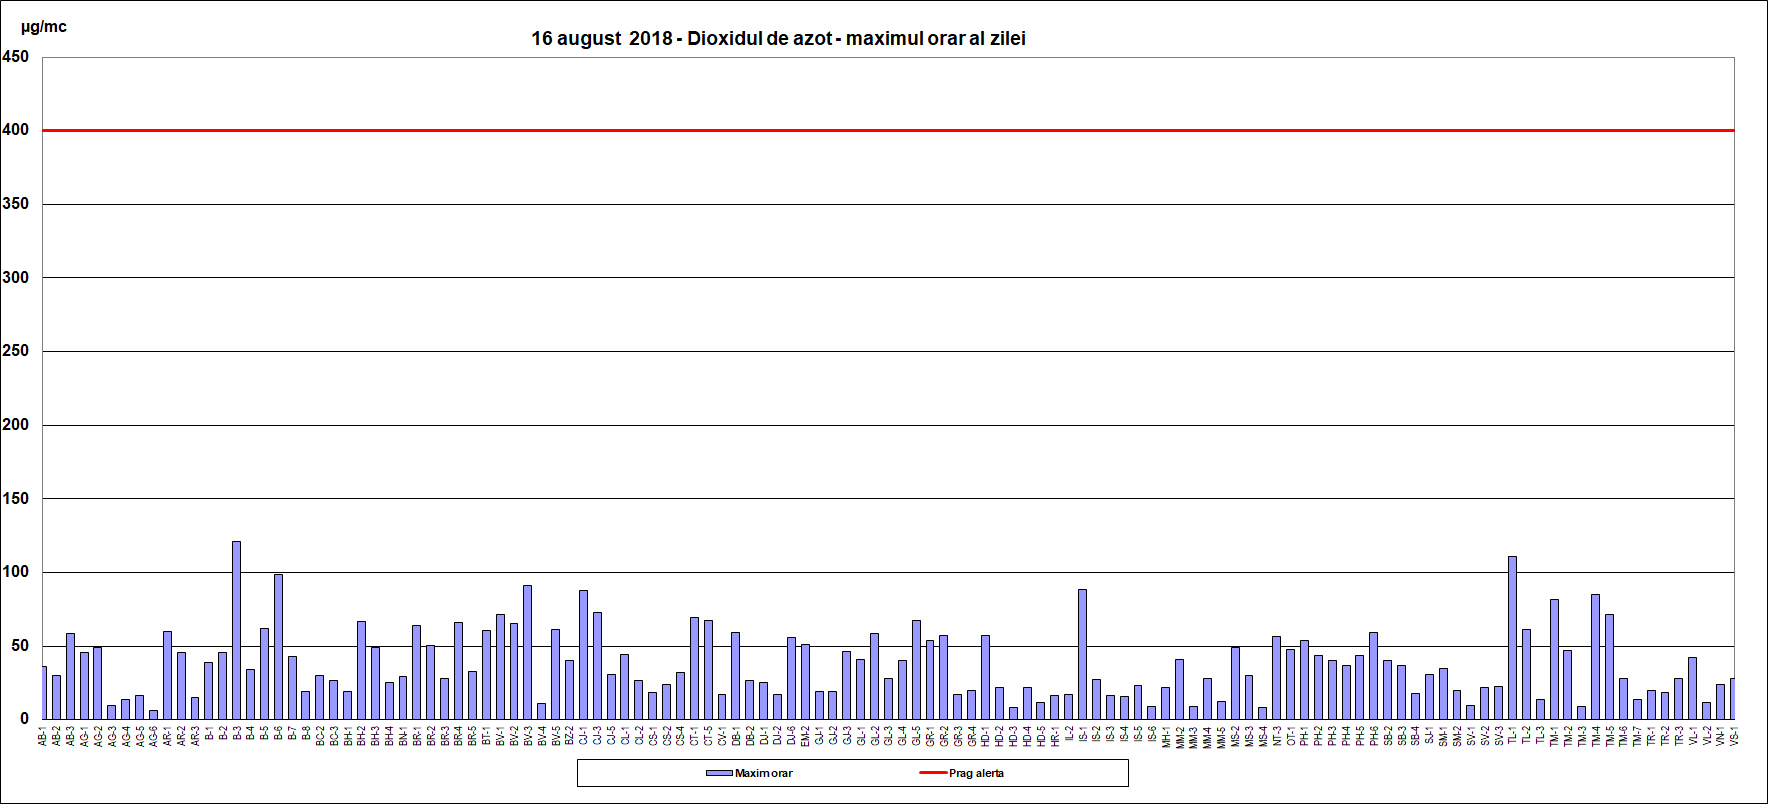 µg/mc
16 august 2018 - Dioxidul de azot - maximul orar al zilei
450
400
350
300
250
200
150
100
50
0
AB-1 AB-2 AB-3 AG-1 AG-2 AG-3 AG-4 AG-5 AG-6 AR-1 AR-2 AR-3 B-1 B-2 B-3 B-4 B-5 B-6 B-7 B-8 BC-2 BC-3 BH-1 BH-2 BH-3 BH-4 BN-1 BR-1 BR-2 BR-3 BR-4 BR-5 BT-1 BV-1 BV-2 BV-3 BV-4 BV-5 BZ-2 CJ-1 CJ-3 CJ-5 CL-1 CL-2 CS-1 CS-2 CS-4 CT-1 CT-5 CV-1 DB-1 DB-2 DJ-1 DJ-2 DJ-6 EM-2 GJ-1 GJ-2 GJ-3 GL-1 GL-2 GL-3 GL-4 GL-5 GR-1 GR-2 GR-3 GR-4 HD-1 HD-2 HD-3 HD-4 HD-5 HR-1 IL-2 IS-1 IS-2 IS-3 IS-4 IS-5 IS-6 MH-1 MM-2 MM-3 MM-4 MM-5 MS-2 MS-3 MS-4 NT-3 OT-1 PH-1 PH-2 PH-3 PH-4 PH-5 PH-6 SB-2 SB-3 SB-4 SJ-1 SM-1 SM-2 SV-1 SV-2 SV-3 TL-1 TL-2 TL-3 TM-1 TM-2 TM-3 TM-4 TM-5 TM-6 TM-7 TR-1 TR-2 TR-3 VL-1 VL-2 VN-1 VS-1
Maxim orar Prag alerta